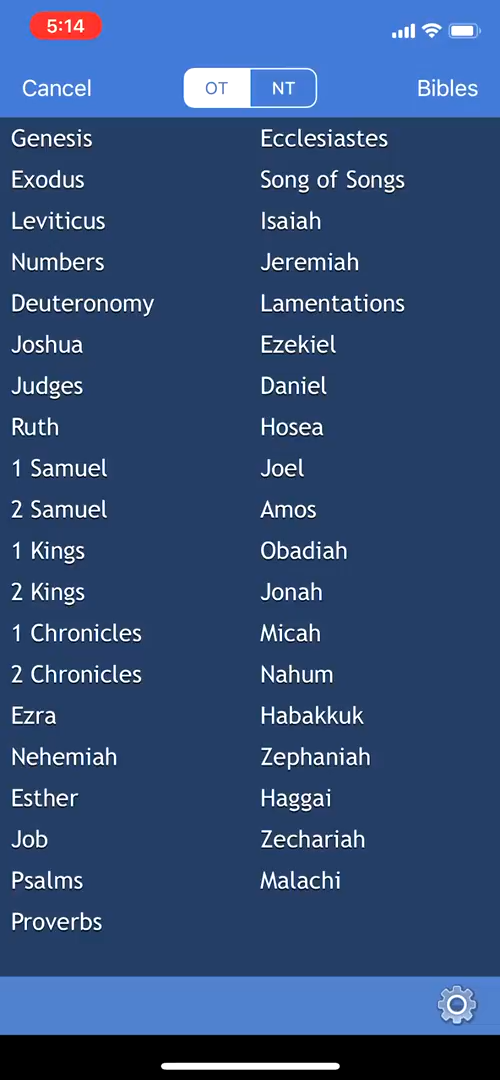 5:14
Cancel
OT
NT
Bibles
Genesis
Exodus
Leviticus
Numbers
Deuteronomy
Joshua
Judges
Ruth
1 Samuel
2 Samuel
1 Kings
2 Kings
1 Chronicles
2 Chronicles
Ezra
Nehemiah
Esther
Job
Psalms
Proverbs
Ecclesiastes
Song of Songs
Isaiah
Jeremiah
Lamentations
Ezekiel
Daniel
Hosea
Joel
Amos
Obadiah
Jonah
Micah
Nahum
Habakkuk
Zephaniah
Haggai
Zechariah
Malachi